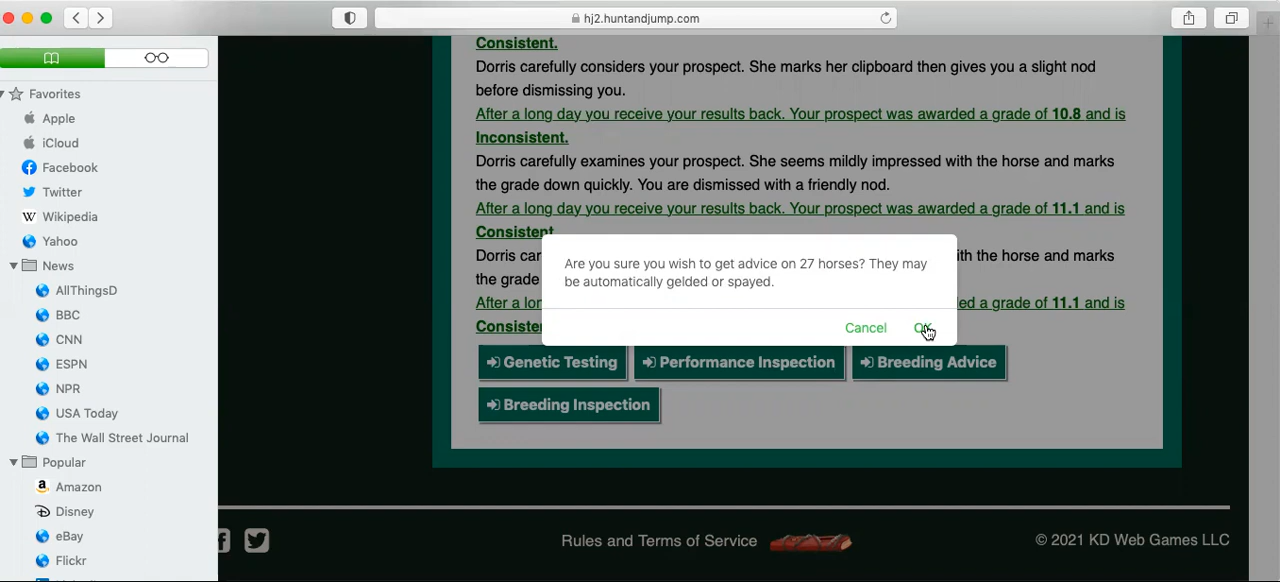 hj2.huntandjump.com
Favorites
Apple
iCloud
Facebook
Twitter
Wikipedia
Yahoo
News
AllThingsD
BBC
CNN
ESPN
NPR
USA Today
The Wall Street Journal
Popular
Amazon
Disney
eBay
Flickr
Consistent.
Dorris carefully considers your prospect. She marks her clipboard then gives you a slight nod
before dismissing you.
After a long day you receive your results back. Your prospect was awarded a grade of 10.8 and is
Inconsistent.
Dorris carefully examines your prospect. She seems mildly impressed with the horse and marks
the grade down quickly. You are dismissed with a friendly nod.
After a long day you receive your results back. Your prospect was awarded a grade of 11.1 and is
Consistent
Dorris car ith the horse and marks
the grade
After a lor ed a grade of 11.1 and is
Consiste
Are you sure you wish to get advice on 27 horses? They may
be automatically gelded or spayed.
Cancel OK
Genetic Testing Performance Inspection Breeding Advice
Breeding Inspection
Rules and Terms of Service © 2021 KD Web Games LLC